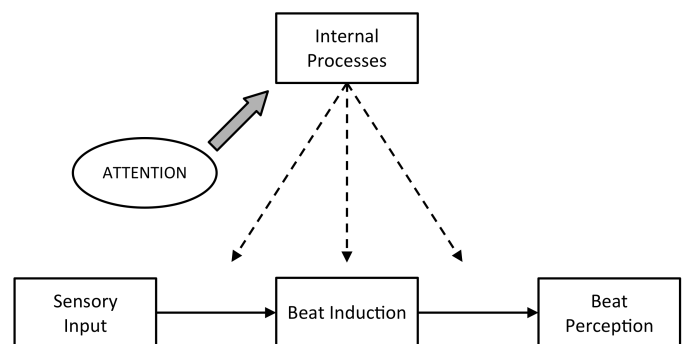 Internal
Processes
ATTENTION
Sensory
Input
Beat Induction
Beat
Perception